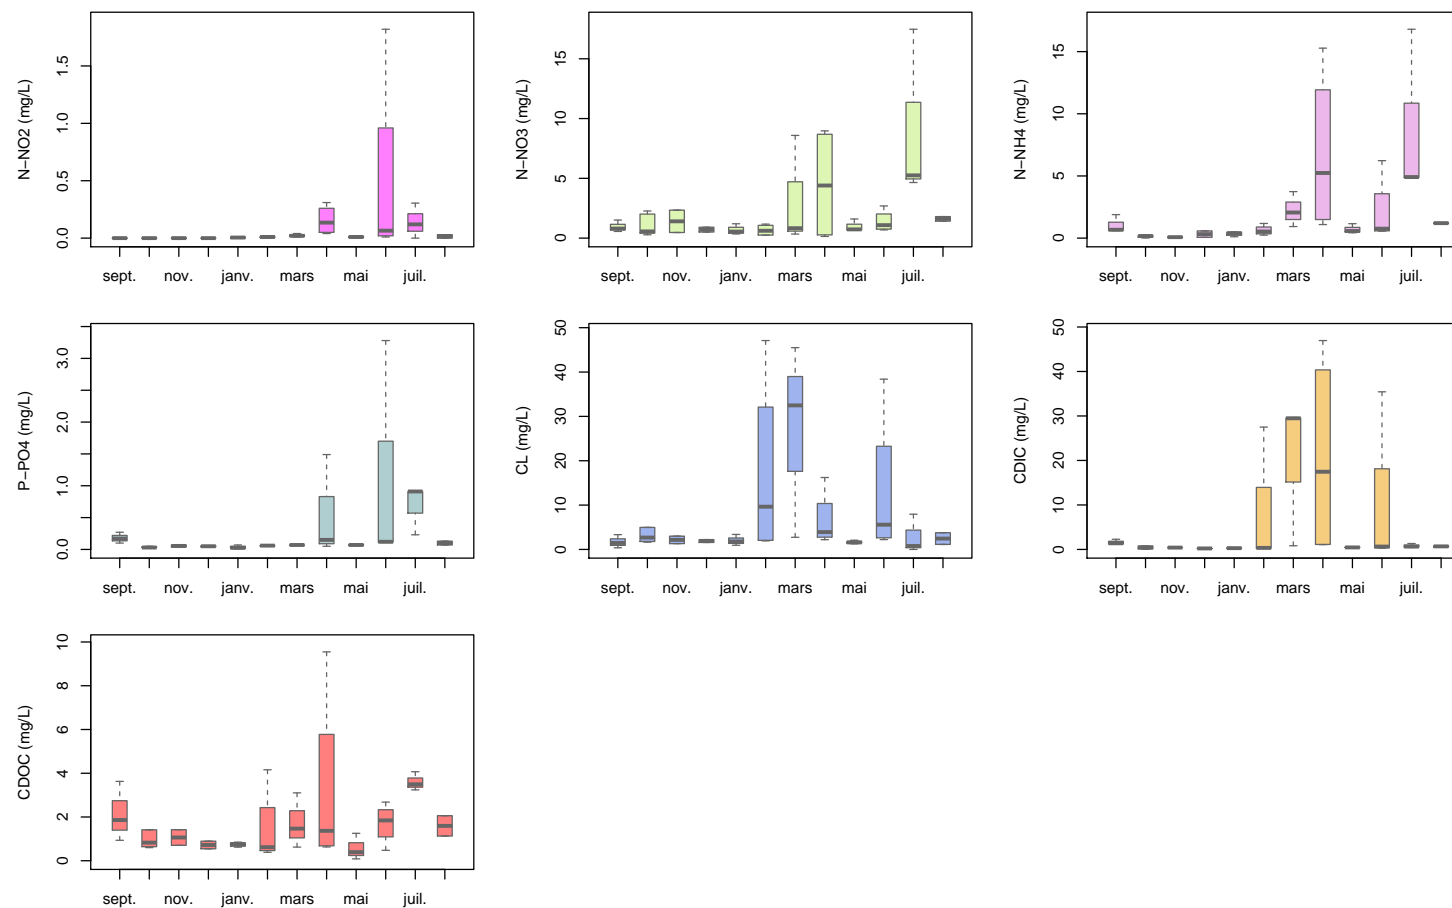 N−NO2 (mg/L)
0.0
0.5
1.0
1.5
sept.
nov.
janv.
mars
mai
juil.
N−NO3 (mg/L)
0
5
10
15
sept.
nov.
janv.
mars
mai
juil.
N−NH4 (mg/L)
0
5
10
15
sept.
nov.
janv.
mars
mai
juil.
P−PO4 (mg/L)
0.0
1.0
2.0
3.0
sept.
nov.
janv.
mars
mai
juil.
CL (mg/L)
0
10
20
30
40
50
sept.
nov.
janv.
mars
mai
juil.
CDIC (mg/L)
0
10
20
30
40
50
sept.
nov.
janv.
mars
mai
juil.
CDOC (mg/L)
0
2
4
6
8
10
sept.
nov.
janv.
mars
mai
juil.